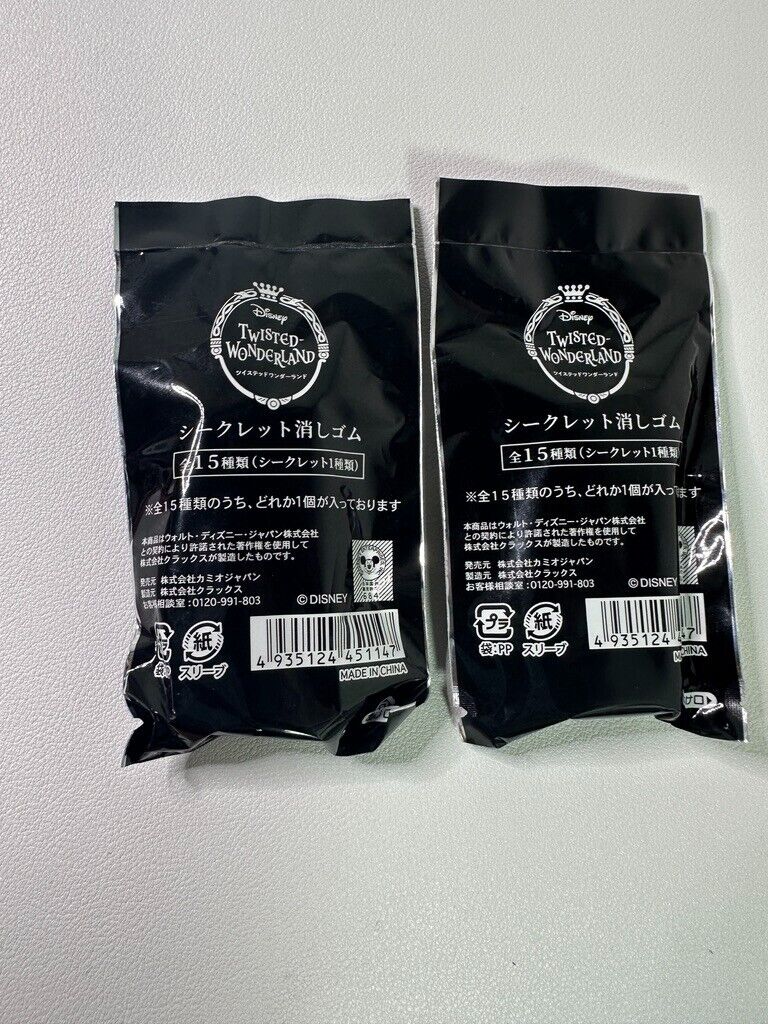 Disney
TWISTED-
WONDERLAND
ツイステッドワンダーランド
シークレット消しゴム
全15種類(シークレット1種類)
※全15種類のうち、どれか1個が入っております
本商品はウォルト・ディズニー・ジャパン株式会社
との契約により許諾された著作権を使用して
株式会社クラックスが製造したものです。
発売元 株式会社カミオジャパン
製造元 株式会社クラックス
お客様相談室:0120-991-803
©DISNEY
紙
スリーブ
4 935124 451147
MADE IN CHINA
Disney
TWISTED-
WONDERLAND
ツイステッドワンダーランド
シークレット消しゴム
全15種類(シークレット1種類
※全15種類のうち、どれか1個が入ってます
本商品はウォルト・ディズニー・ジャパン株式会社
との契約により許諾された著作権を使用して
株式会社クラックスが製造したものです。
発売元 株式会社カミオジャパン
製造元 株式会社クラックス
お客様相談室:0120-991-803
©DISNEY
プラ
袋:PP
紙
スリーブ
4 935124 47
CHINA